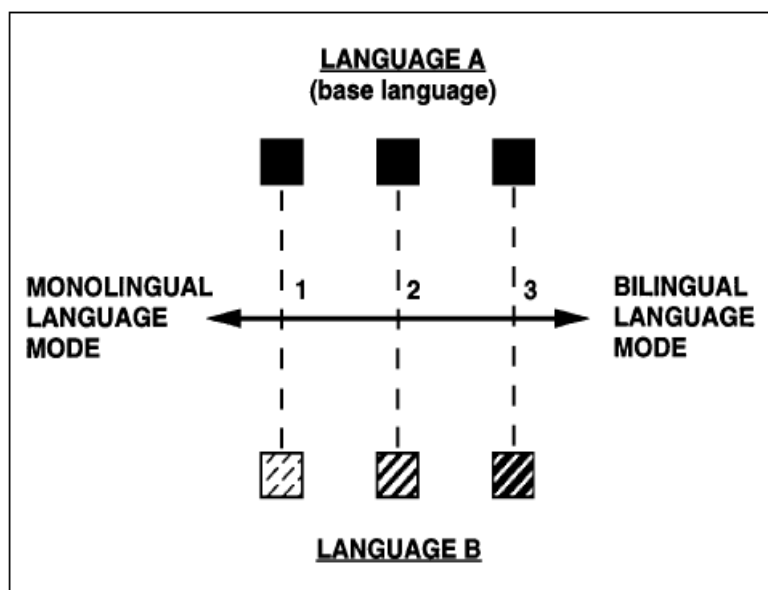 LANGUAGE A
(base language)
MONOLINGUAL
LANGUAGE
MODE
1
2
3
BILINGUAL
LANGUAGE
MODE
LANGUAGE B